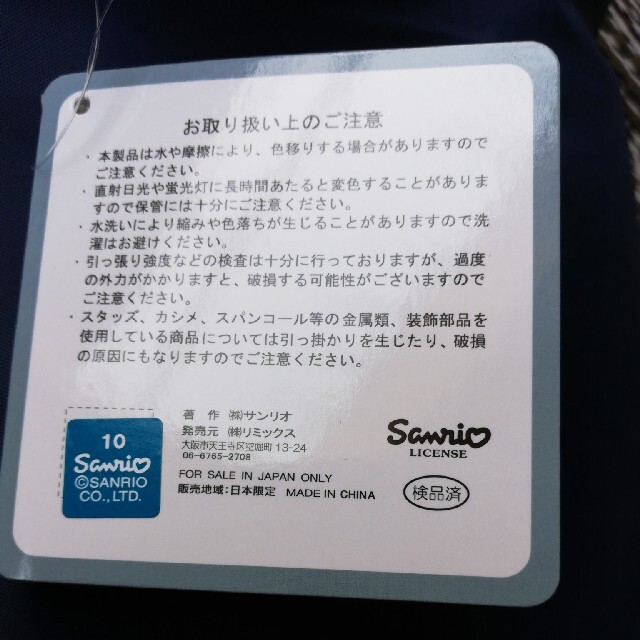 お取り扱い上のご注意
・本製品は水や摩擦により、色移りする場合がありますので
ご注意ください。
・直射日光や蛍光灯に長時間あたると変色することがありま
すので保管には十分にご注意ください。
・水洗いにより縮みや色落ちが生じることがありますので洗
濯はお避けください。
・引っ張り強度などの検査は十分に行っておりますが、過度
の外力がかかりますと、破損する可能性がございますので
ご注意ください。
・スタッズ、カシメ、スパンコール等の金属類、装飾部品を
使用している商品については引っ掛かりを生じたり、破損
の原因にもなりますのでご注意ください。
10
Sanrio
©SANRIO
CO., LTD.
著 作 ㈱サンリオ
発売元 ㈱リミックス
大阪市天王寺区空堀町 13-24
06-6765-2708
FOR SALE IN JAPAN ONLY
販売地域:日本限定 MADE IN CHINA
Sanrio
LICENSE
検品済